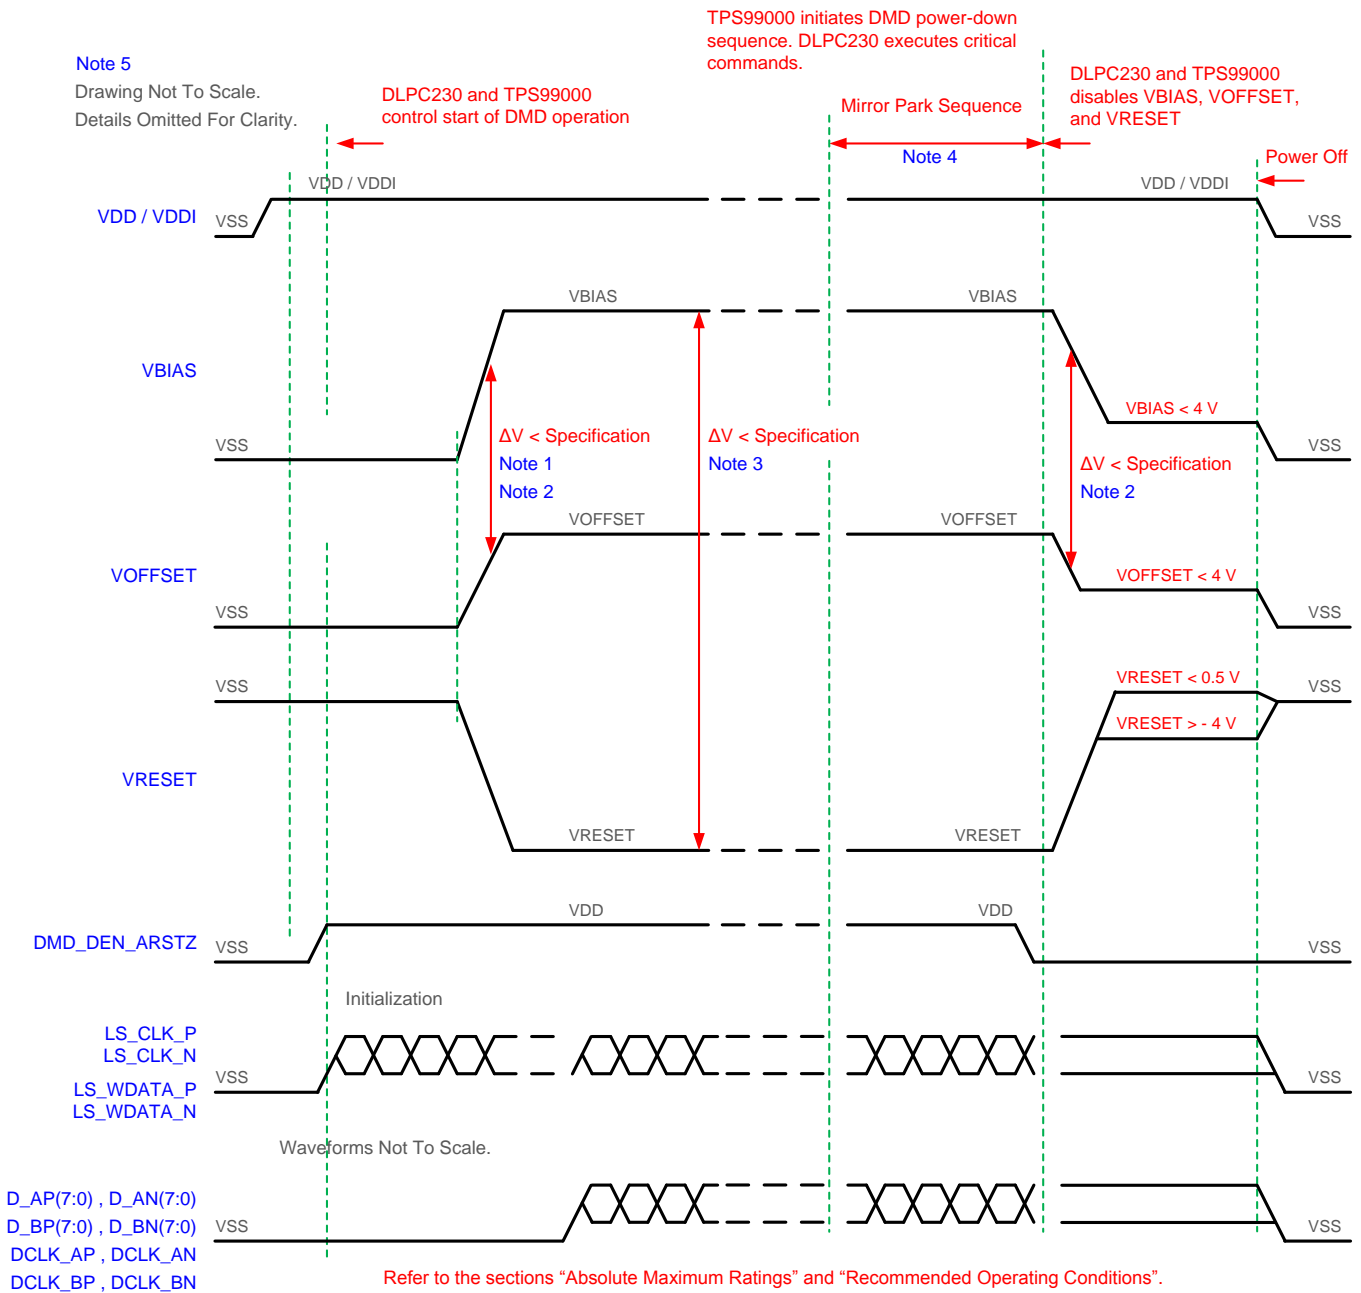 TPS99000 initiates DMD power-down
sequence. DLPC230 executes critical
commands.
Note 5
Drawing Not To Scale.
Details Omitted For Clarity.
DLPC230 and TPS99000
control start of DMD operation
Mirror Park Sequence
Note 4
DLPC230 and TPS99000
disables VBIAS, VOFFSET,
and VRESET
Power Off
VDD / VDDI
VSS
VDD / VDDI
VDD / VDDI
VSS
VBIAS
VSS
VBIAS
VBIAS
VBIAS < 4 V
VSS
ΔV < Specification
Note 1
Note 2
ΔV < Specification
Note 3
ΔV < Specification
Note 2
VOFFSET
VSS
VOFFSET
VOFFSET
VOFFSET < 4 V
VSS
VRESET
VSS
VRESET
VRESET
VRESET < 0.5 V
VRESET > - 4 V
VSS
DMD_DEN_ARSTZ
VSS
VDD
VDD
VSS
Initialization
LS_CLK_P
LS_CLK_N
LS_WDATA_P
LS_WDATA_N
VSS
VSS
Waveforms Not To Scale.
D_AP(7:0) , D_AN(7:0)
D_BP(7:0) , D_BN(7:0)
DCLK_AP , DCLK_AN
DCLK_BP , DCLK_BN
VSS
VSS
Refer to the sections “Absolute Maximum Ratings” and “Recommended Operating Conditions”.